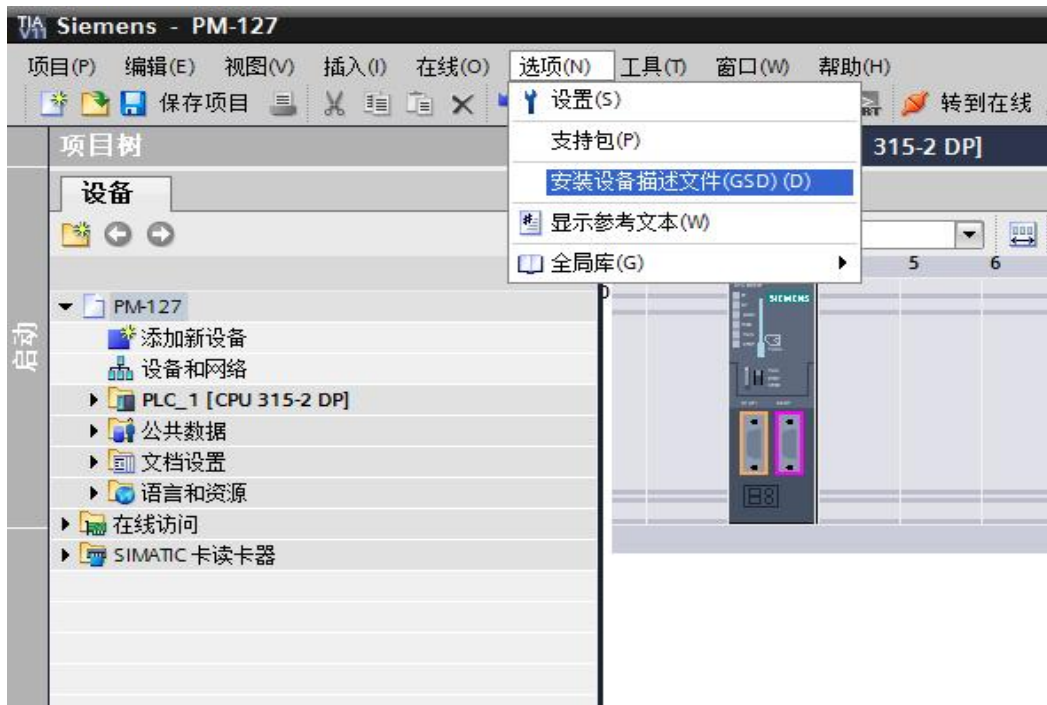 Siemens - PM-127
项目(P) 编辑(E) 视图(V) 插入(I) 在线(O) 选项(N) 工具(T) 窗口(W) 帮助(H)
保存项目 转到在线
设置(S)
支持包(P)
安装设备描述文件(GSD) (D)
显示参考文本(W)
全局库(G)
项目树
315-2 DP]
设备
5 6
SIEMENS
PM-127
添加新设备
设备和网络
PLC_1 [CPU 315-2 DP]
公共数据
文档设置
语言和资源
在线访问
SIMATIC 卡读卡器
启动